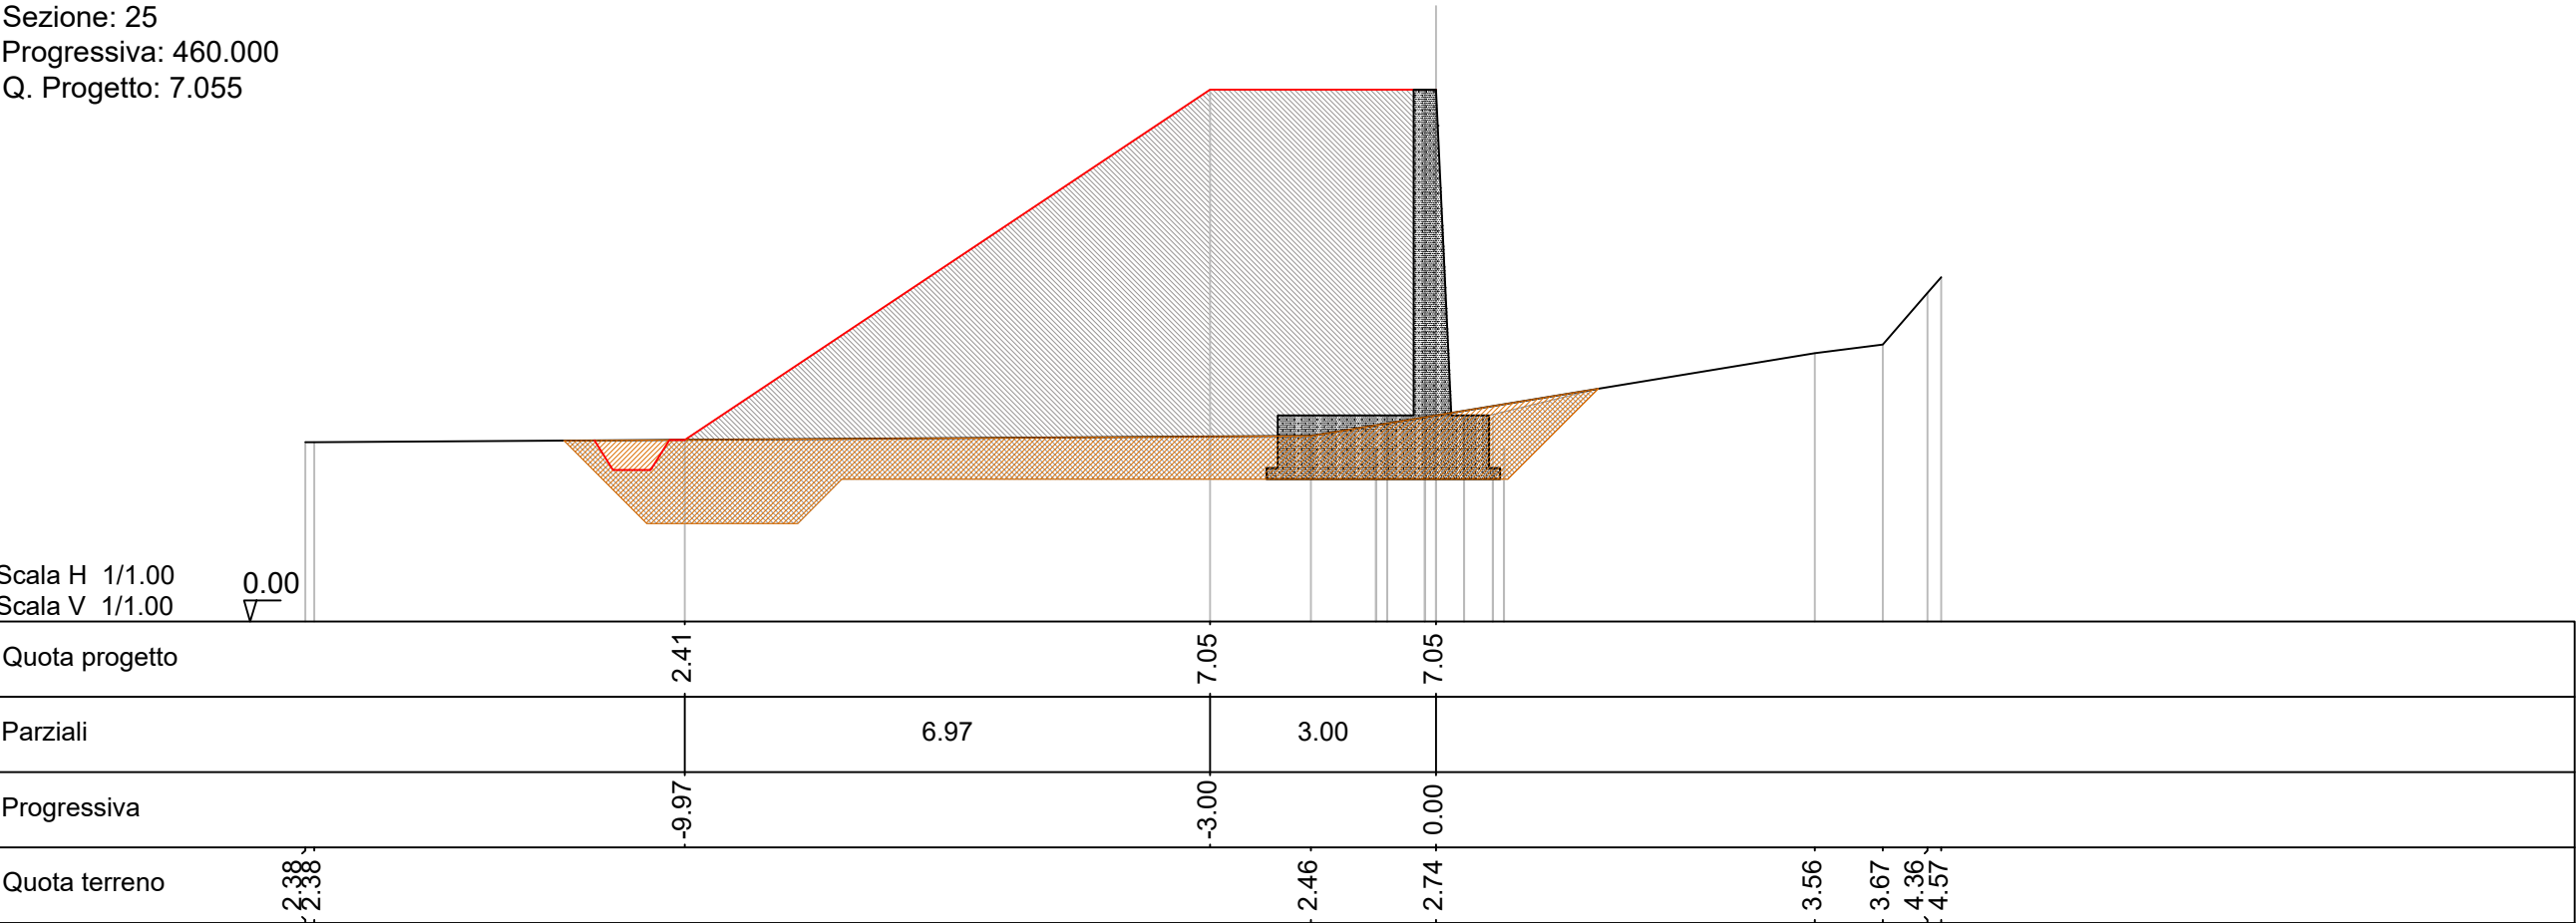 Sezione: 25
Progressiva: 460.000
Q. Progetto: 7.055
Scala H 1/1.00
Scala V 1/1.00
0.00
Quota progetto 2.41 7.05 7.05
Parziali 6.97 3.00
Progressiva -9.97 -3.00 0.00
Quota terreno 2.38 2.38 2.46 2.74 3.56 3.67 4.36 4.57